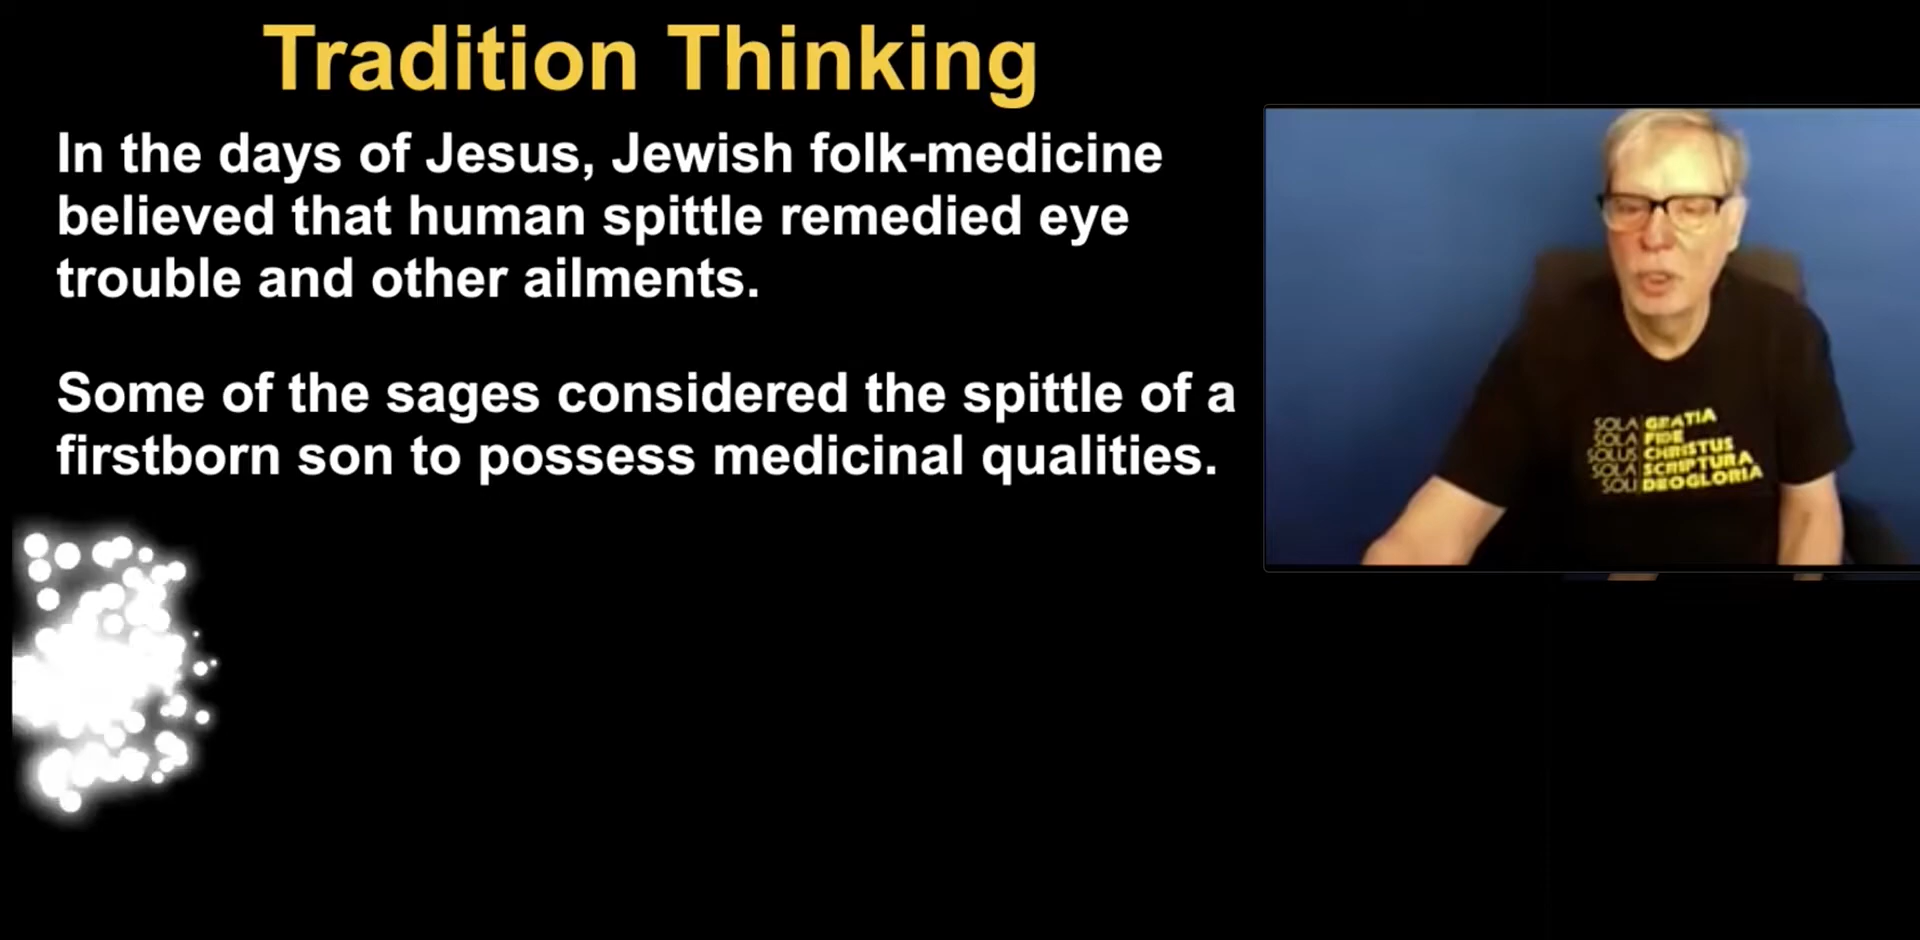 Tradition Thinking
In the days of Jesus, Jewish folk-medicine
believed that human spittle remedied eye
trouble and other ailments.
Some of the sages considered the spittle of a
firstborn son to possess medicinal qualities.
SOLA GRATIA
SOLA FIDE
SOLUS CHRISTUS
SOLA SCRIPTURA
SOLI DEOGLORIA